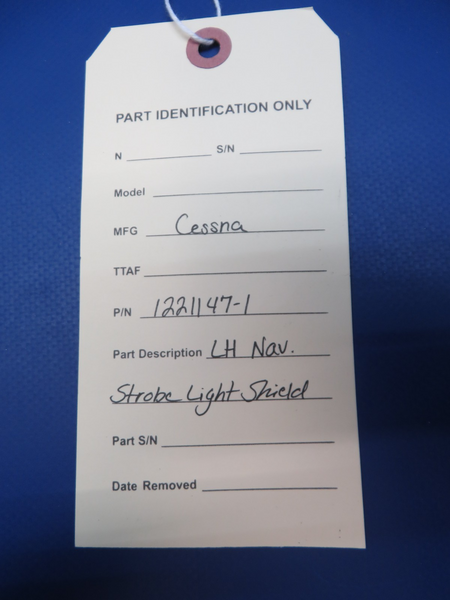 PART IDENTIFICATION ONLY
N S/N
Model
MFG Cessna
TTAF
P/N 1221147-1
Part Description LH Nav.
Strobe Light Shield
Part S/N
Date Removed